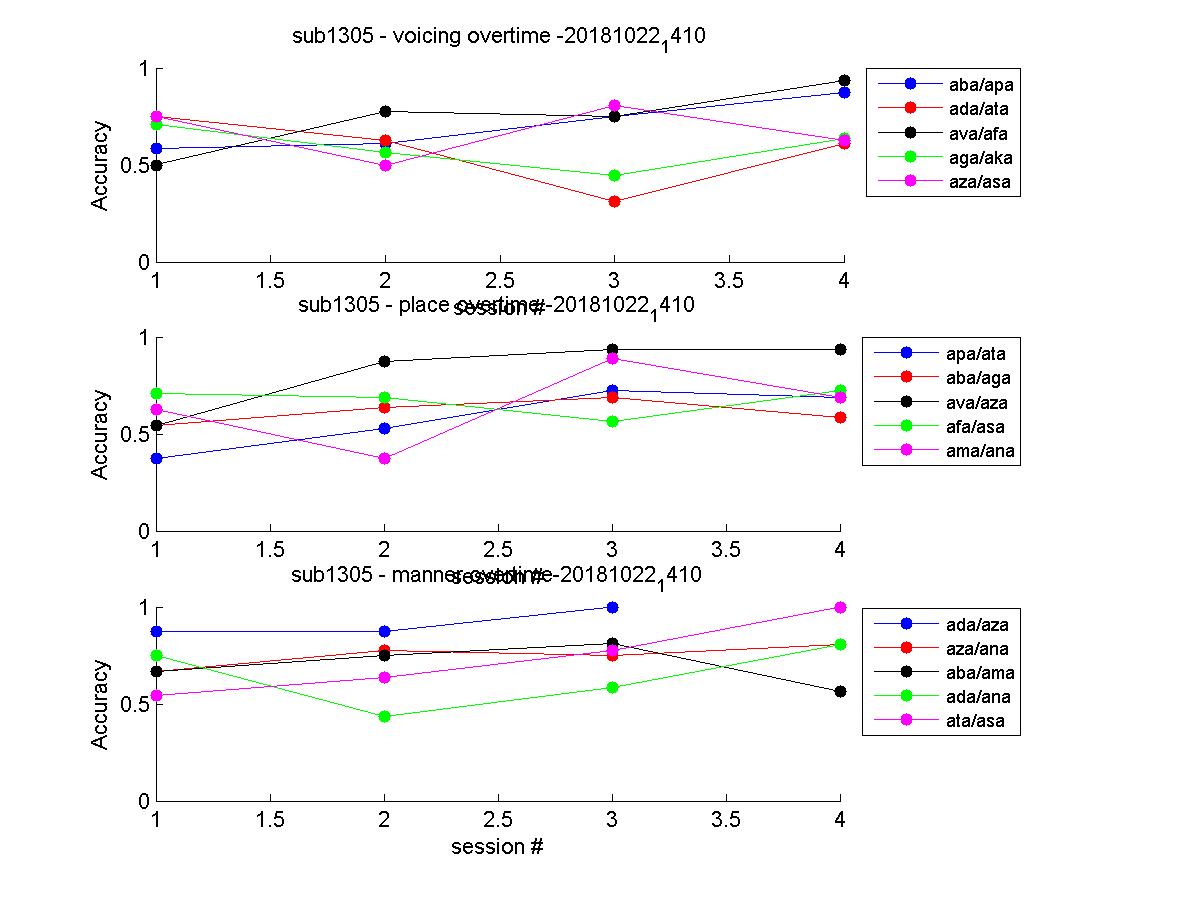 sub1305 - voicing overtime -20181022_1410
1
0.5
0
Accuracy
1 1.5 2 2.5 3 3.5 4
session #
aba/apa
ada/ata
ava/afa
aga/aka
aza/asa
sub1305 - place overtime -20181022_1410
1
0.5
0
Accuracy
1 1.5 2 2.5 3 3.5 4
session #
apa/ata
aba/aga
ava/aza
afa/asa
ama/ana
sub1305 - manner overtime-20181022_1410
1
0.5
0
Accuracy
1 1.5 2 2.5 3 3.5 4
session #
ada/aza
aza/ana
aba/ama
ada/ana
ata/asa